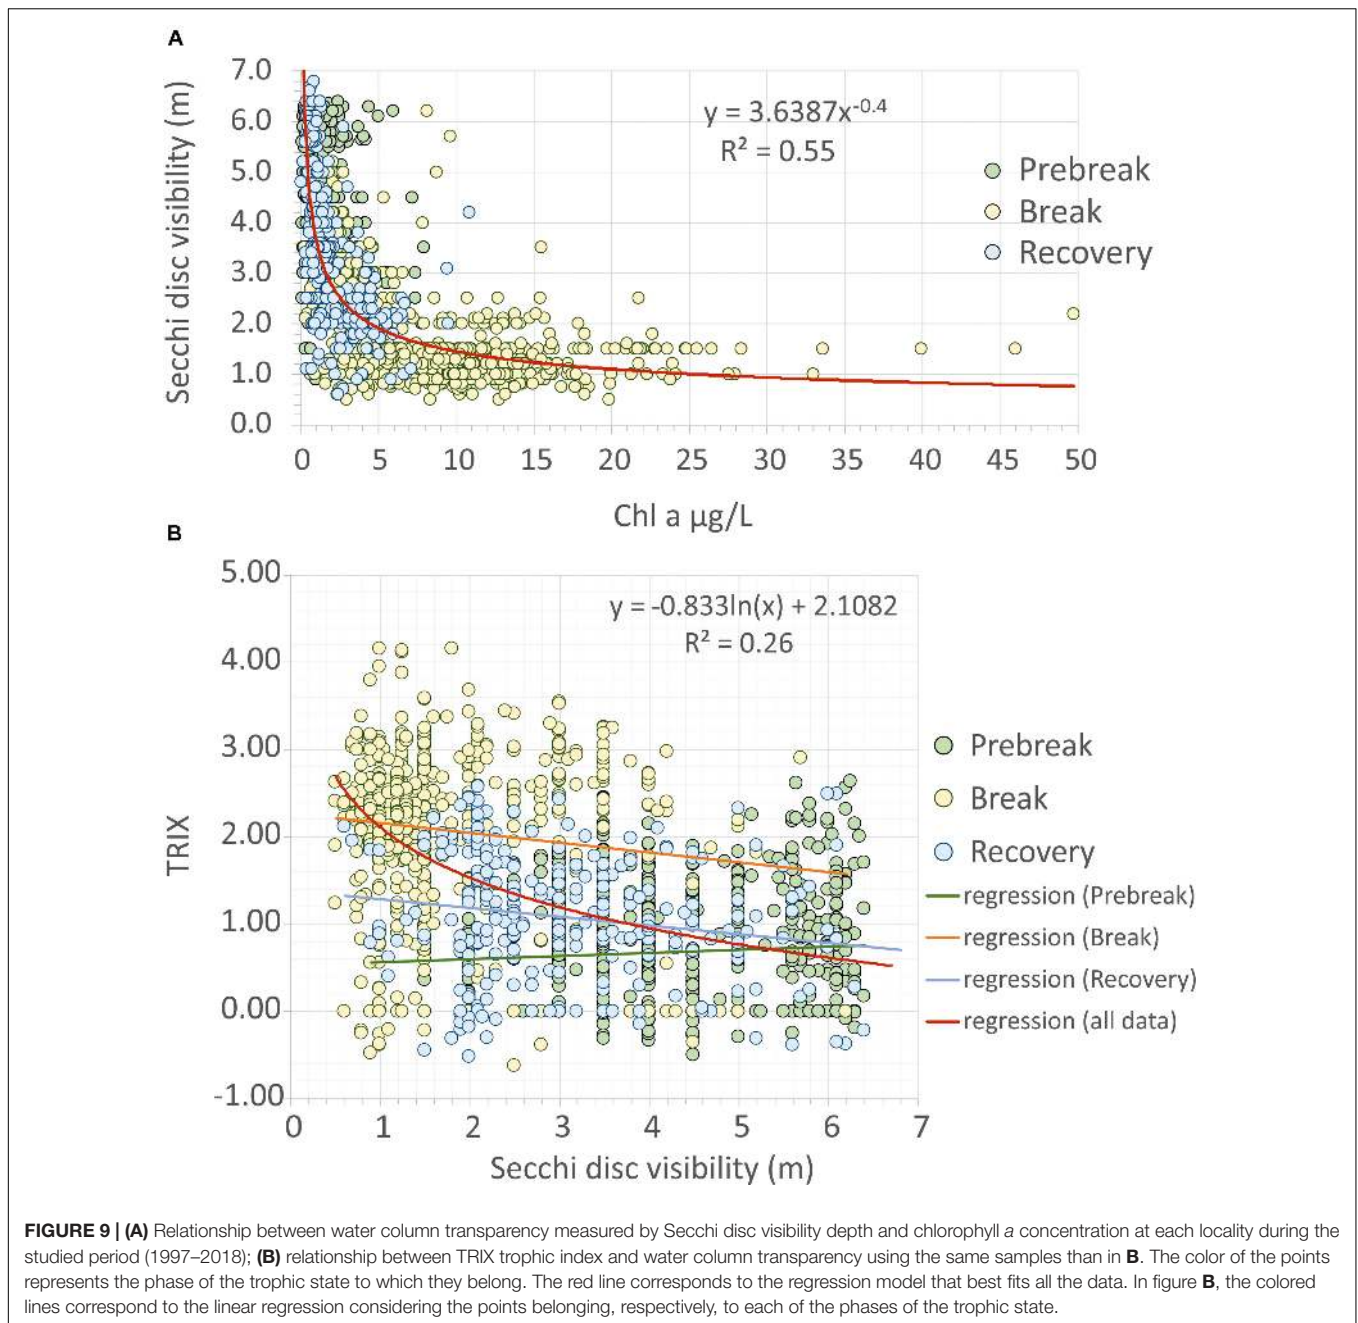 A
7.0
6.0
5.0
4.0
3.0
2.0
1.0
0.0
Secchi disc visibility (m)
y = 3.6387x^-0.4
R² = 0.55
Prebreak
Break
Recovery
0 5 10 15 20 25 30 35 40 45 50
Chl a µg/L
B
5.00
4.00
3.00
2.00
1.00
0.00
-1.00
TRIX
y = -0.833ln(x) + 2.1082
R² = 0.26
Prebreak
Break
Recovery
regression (Prebreak)
regression (Break)
regression (Recovery)
regression (all data)
0 1 2 3 4 5 6 7
Secchi disc visibility (m)
FIGURE 9 | (A) Relationship between water column transparency measured by Secchi disc visibility depth and chlorophyll a concentration at each locality during the
studied period (1997–2018); (B) relationship between TRIX trophic index and water column transparency using the same samples than in B. The color of the points
represents the phase of the trophic state to which they belong. The red line corresponds to the regression model that best fits all the data. In figure B, the colored
lines correspond to the linear regression considering the points belonging, respectively, to each of the phases of the trophic state.